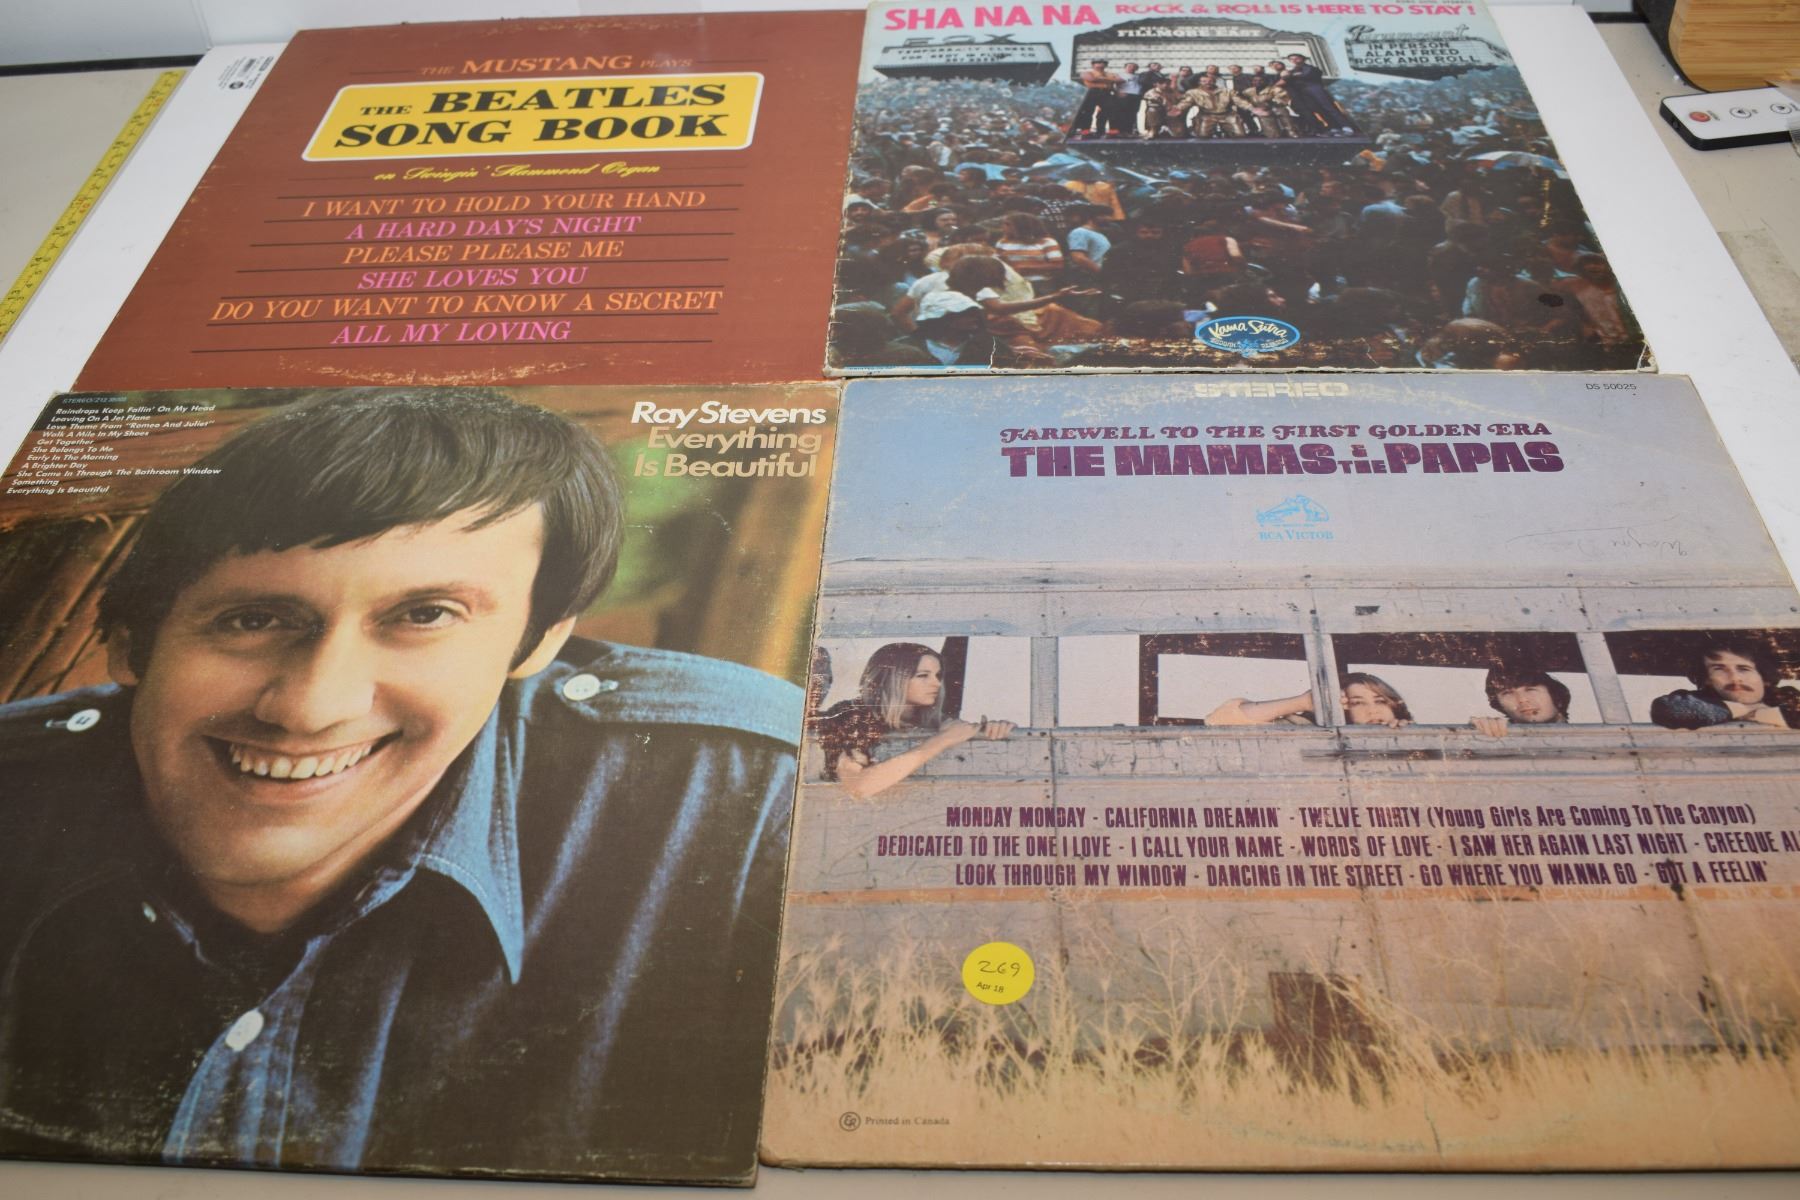 THE MUSTANG PLAYS
THE BEATLES
SONG BOOK
on Swingin' Hammond Organ
I WANT TO HOLD YOUR HAND
A HARD DAY'S NIGHT
PLEASE PLEASE ME
SHE LOVES YOU
DO YOU WANT TO KNOW A SECRET
ALL MY LOVING
SHA NA NA ROCK & ROLL IS HERE TO STAY!
FILLMORE EAST
FOX
TEMPORARILY CLOSED
Paramount
IN PERSON
ALAN FREED
ROCK AND ROLL
Kama Sutra
STEREO
Raindrops Keep Fallin' On My Head
Leaving On A Jet Plane
Love Theme From "Romeo And Juliet"
Walk A Mile In My Shoes
Get Together
She Belongs To Me
Early In The Morning
A Brighter Day
She Came In Through The Bathroom Window
Something
Everything Is Beautiful
Ray Stevens
Everything
Is Beautiful
STEREO
DS 50025
FAREWELL TO THE FIRST GOLDEN ERA
THE MAMAS & THE PAPAS
RCA VICTOR
Wayne
MONDAY MONDAY - CALIFORNIA DREAMIN' - TWELVE THIRTY (Young Girls Are Coming To The Canyon)
DEDICATED TO THE ONE I LOVE - I CALL YOUR NAME - WORDS OF LOVE - I SAW HER AGAIN LAST NIGHT - CREEQUE AL
LOOK THROUGH MY WINDOW - DANCING IN THE STREET - GO WHERE YOU WANNA GO - GOT A FEELIN'
269
Apr 18
Printed in Canada